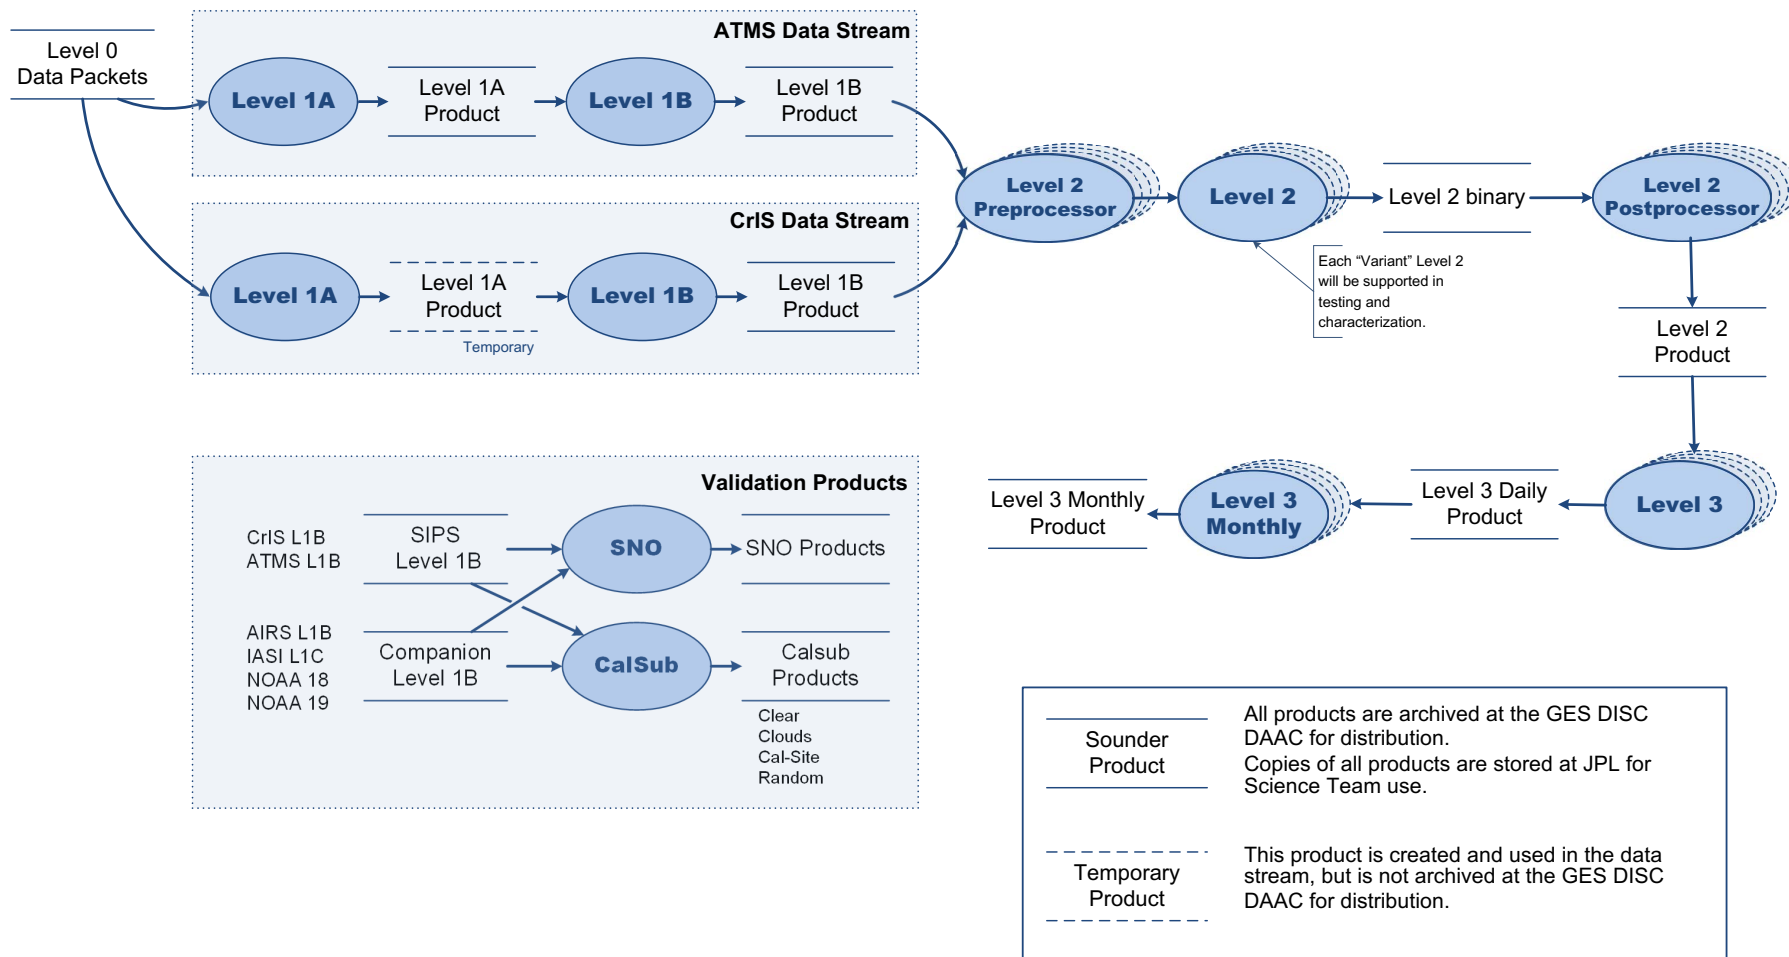 Level 0
Data Packets
ATMS Data Stream
Level 1A
Level 1A
Product
Level 1B
Level 1B
Product
CrIS Data Stream
Level 1A
Level 1A
Product
Temporary
Level 1B
Level 1B
Product
Level 2
Preprocessor
Level 2
Level 2 binary
Level 2
Postprocessor
Each “Variant” Level 2
will be supported in
testing and
characterization.
Level 2
Product
Level 3
Level 3 Daily
Product
Level 3
Monthly
Level 3 Monthly
Product
Validation Products
CrIS L1B
ATMS L1B
SIPS
Level 1B
SNO
SNO Products
AIRS L1B
IASI L1C
NOAA 18
NOAA 19
Companion
Level 1B
CalSub
Calsub
Products
Clear
Clouds
Cal-Site
Random
Sounder
Product
All products are archived at the GES DISC
DAAC for distribution.
Copies of all products are stored at JPL for
Science Team use.
Temporary
Product
This product is created and used in the data
stream, but is not archived at the GES DISC
DAAC for distribution.